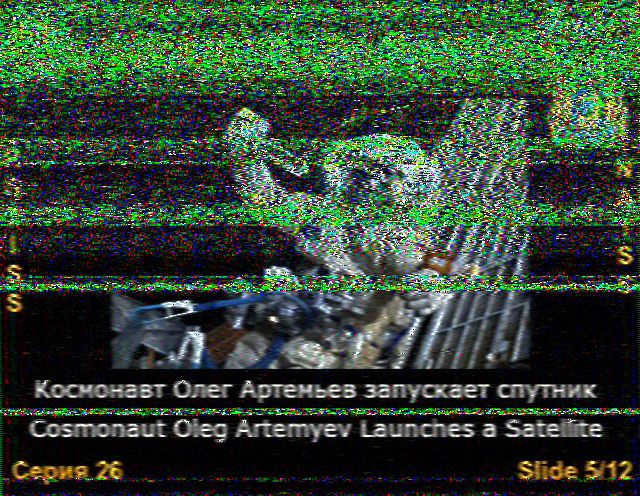 I
S
S
S
Космонавт Олег Артемьев запускает спутник
Cosmonaut Oleg Artemyev Launches a Satellite
Серия 26
Slide 5/12